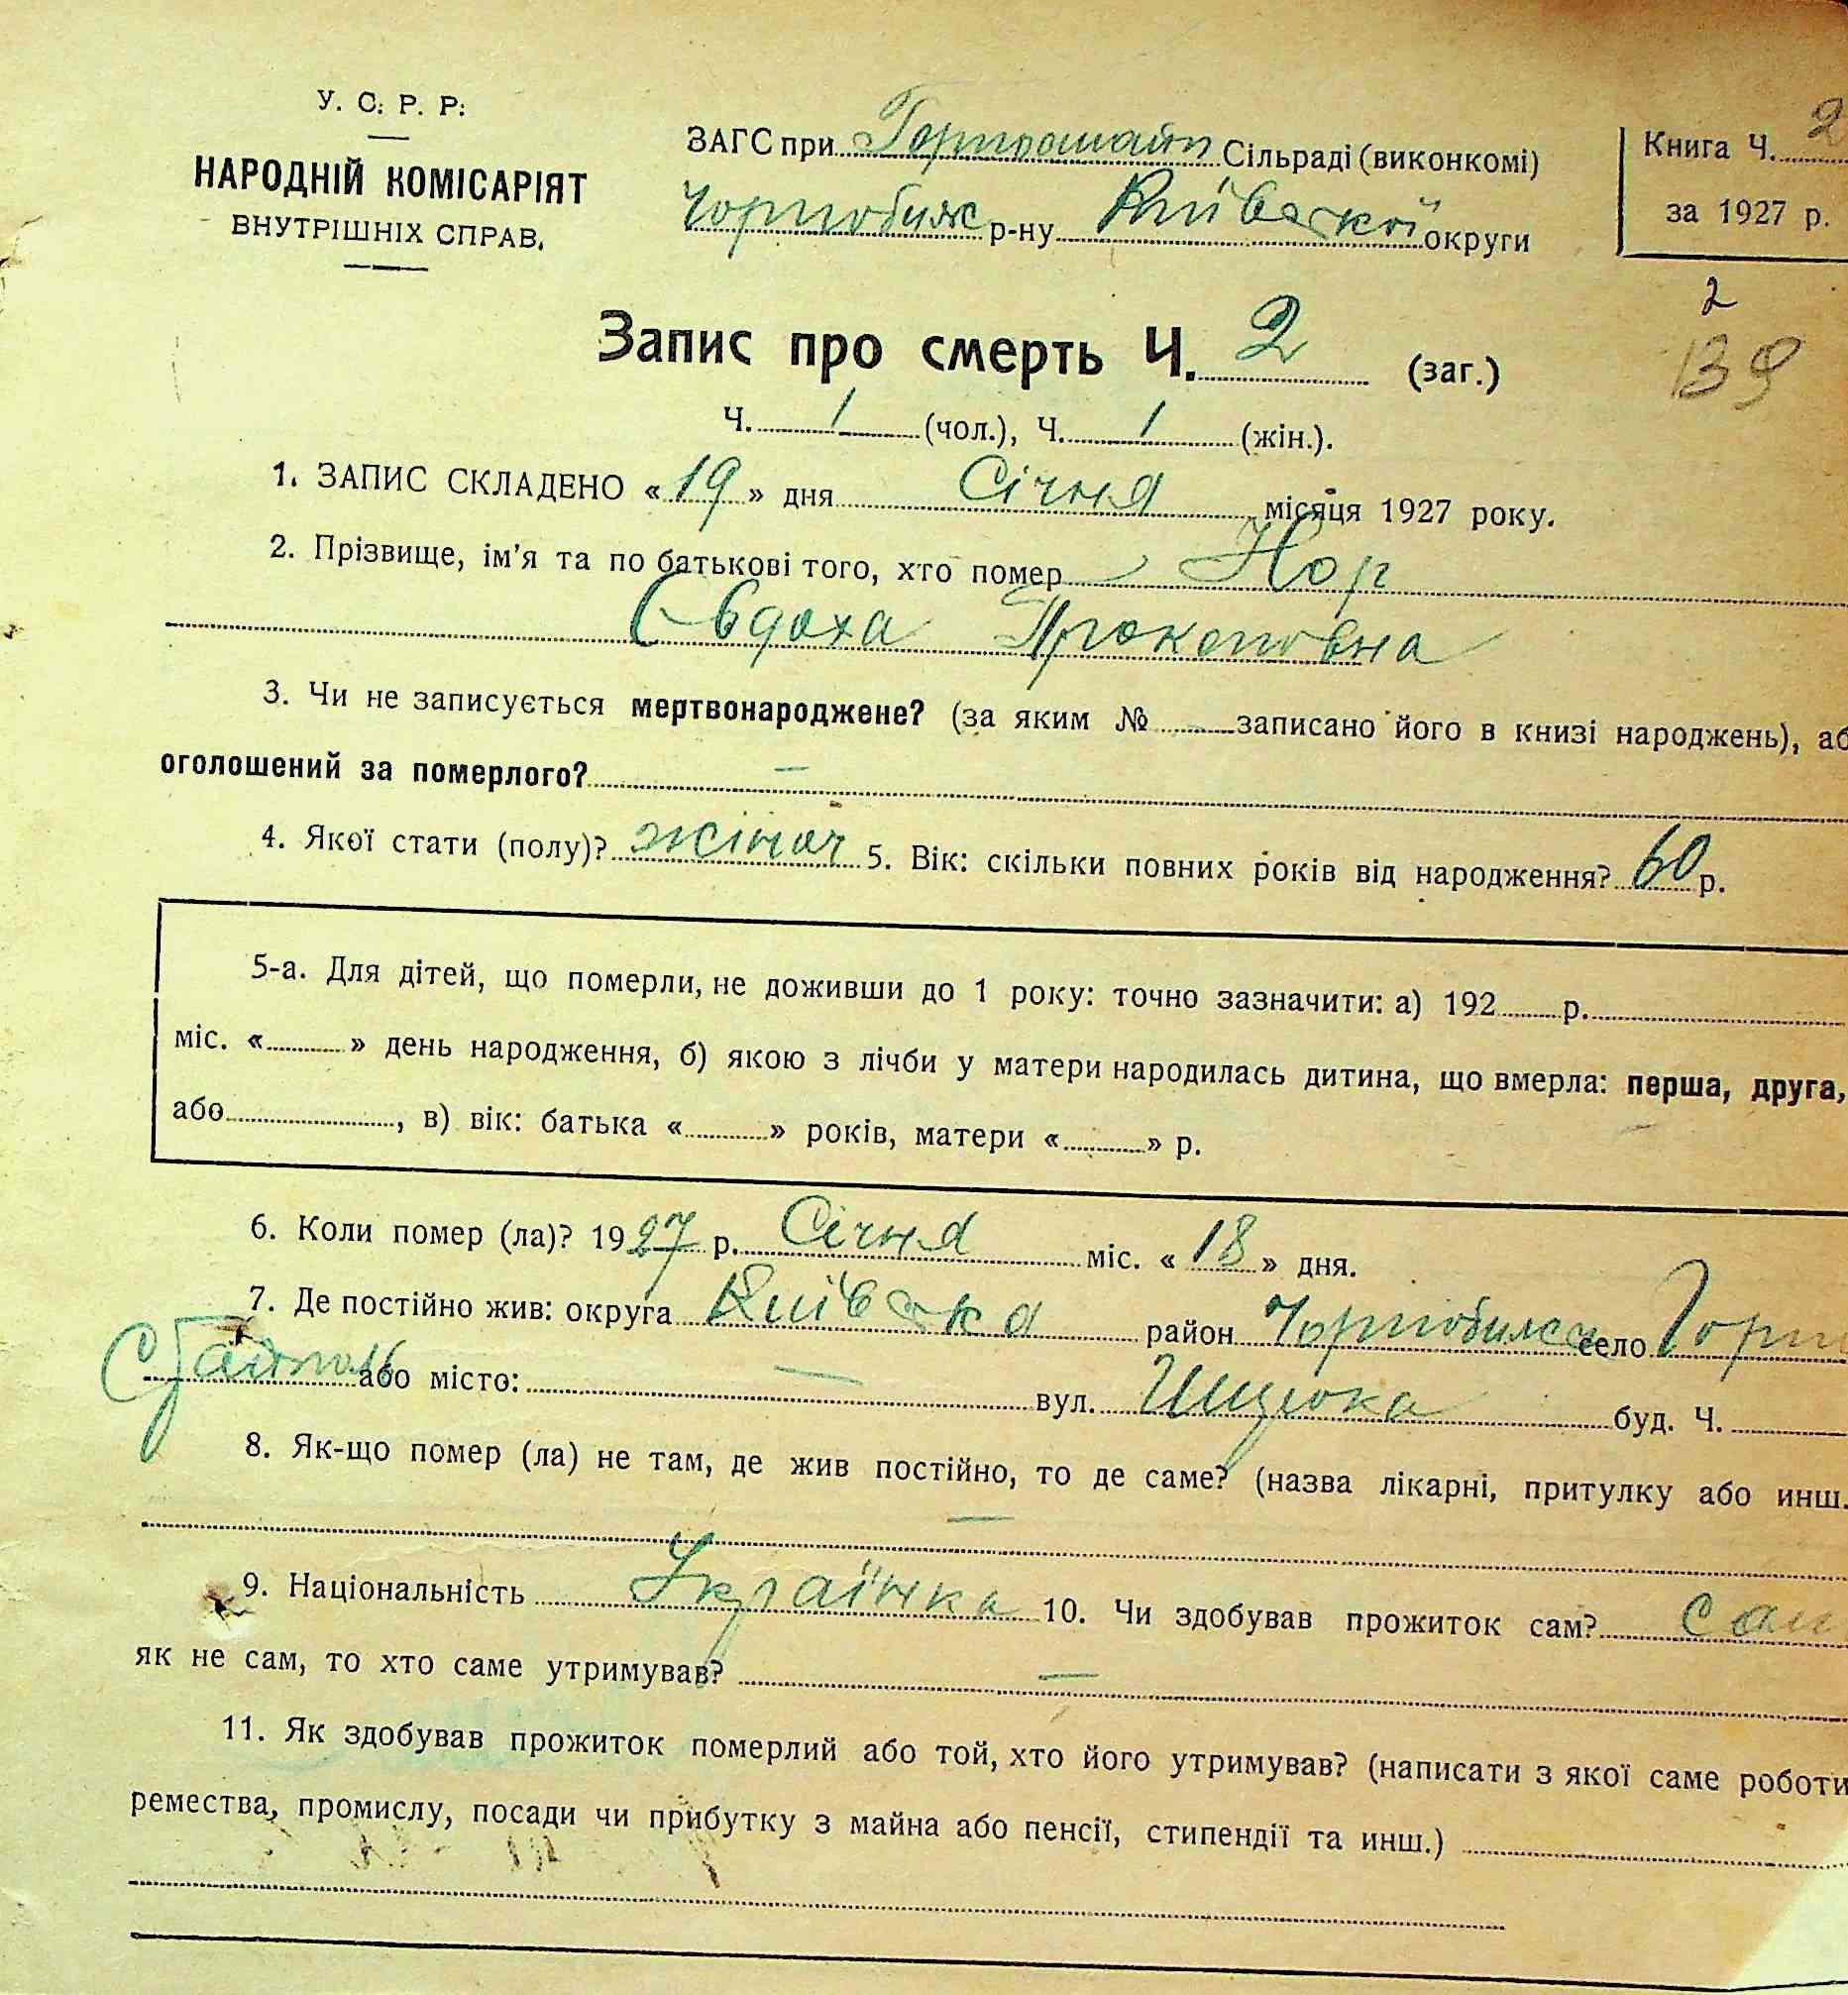 У. С. Р. Р.
НАРОДНІЙ КОМІСАРІЯТ
ВНУТРІШНІХ СПРАВ.
ЗАГС при Сільраді (виконкомі)
р-ну Київської округи
Книга Ч. 2
за 1927 р.
2
139
Запис про смерть Ч. 2 (заг.)
Ч. 1 (чол.), Ч. 1 (жін.).
1. ЗАПИС СКЛАДЕНО «19» дня Січня місяця 1927 року.
2. Прізвище, ім'я та по батькові того, хто помер Нор
Євдоха Прокоповна
3. Чи не записується мертвонароджене? (за яким № записано його в книзі народжень), аб
оголошений за померлого? —
4. Якої стати (полу)? жіноч 5. Вік: скільки повних років від народження? 60 р.
5-а. Для дітей, що померли, не доживши до 1 року: точно зазначити: а) 192 р.
міс. « » день народження, б) якою з лічби у матери народилась дитина, що вмерла: перша, друга,
або , в) вік: батька « » років, матери « » р.
6. Коли помер (ла)? 1927 р. Січня міс. «18» дня.
7. Де постійно жив: округа Київска район село
або місто: — вул. буд. Ч.
8. Як-що помер (ла) не там, де жив постійно, то де саме? (назва лікарні, притулку або инш.
—
9. Національність Українка 10. Чи здобував прожиток сам? сам
як не сам, то хто саме утримував? —
11. Як здобував прожиток померлий або той, хто його утримував? (написати з якої саме роботи
ремества, промислу, посади чи прибутку з майна або пенсії, стипендії та инш.)